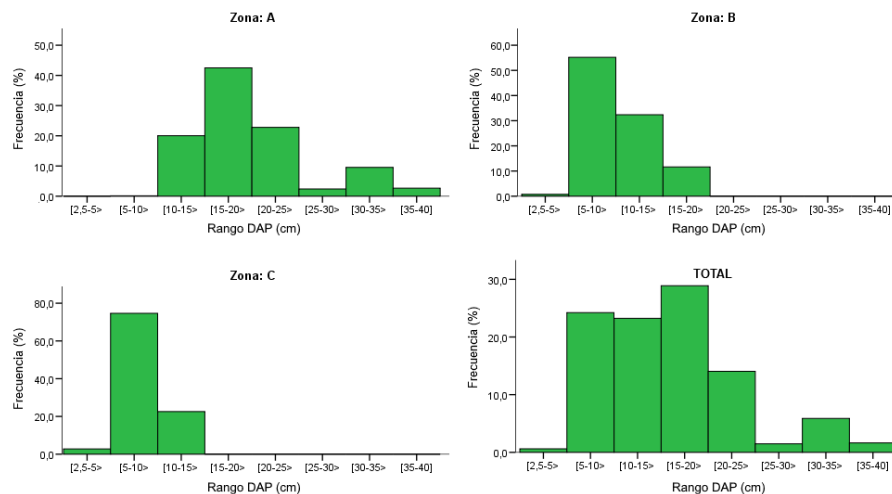 Zona: A
Frecuencia (%)
50,0
40,0
30,0
20,0
10,0
0,0
[2,5-5> [5-10> [10-15> [15-20> [20-25> [25-30> [30-35> [35-40]
Rango DAP (cm)
Zona: B
Frecuencia (%)
60,0
50,0
40,0
30,0
20,0
10,0
0,0
[2,5-5> [5-10> [10-15> [15-20> [20-25> [25-30> [30-35> [35-40]
Rango DAP (cm)
Zona: C
Frecuencia (%)
80,0
60,0
40,0
20,0
0,0
[2,5-5> [5-10> [10-15> [15-20> [20-25> [25-30> [30-35> [35-40]
Rango DAP (cm)
TOTAL
Frecuencia (%)
30,0
20,0
10,0
0,0
[2,5-5> [5-10> [10-15> [15-20> [20-25> [25-30> [30-35> [35-40]
Rango DAP (cm)